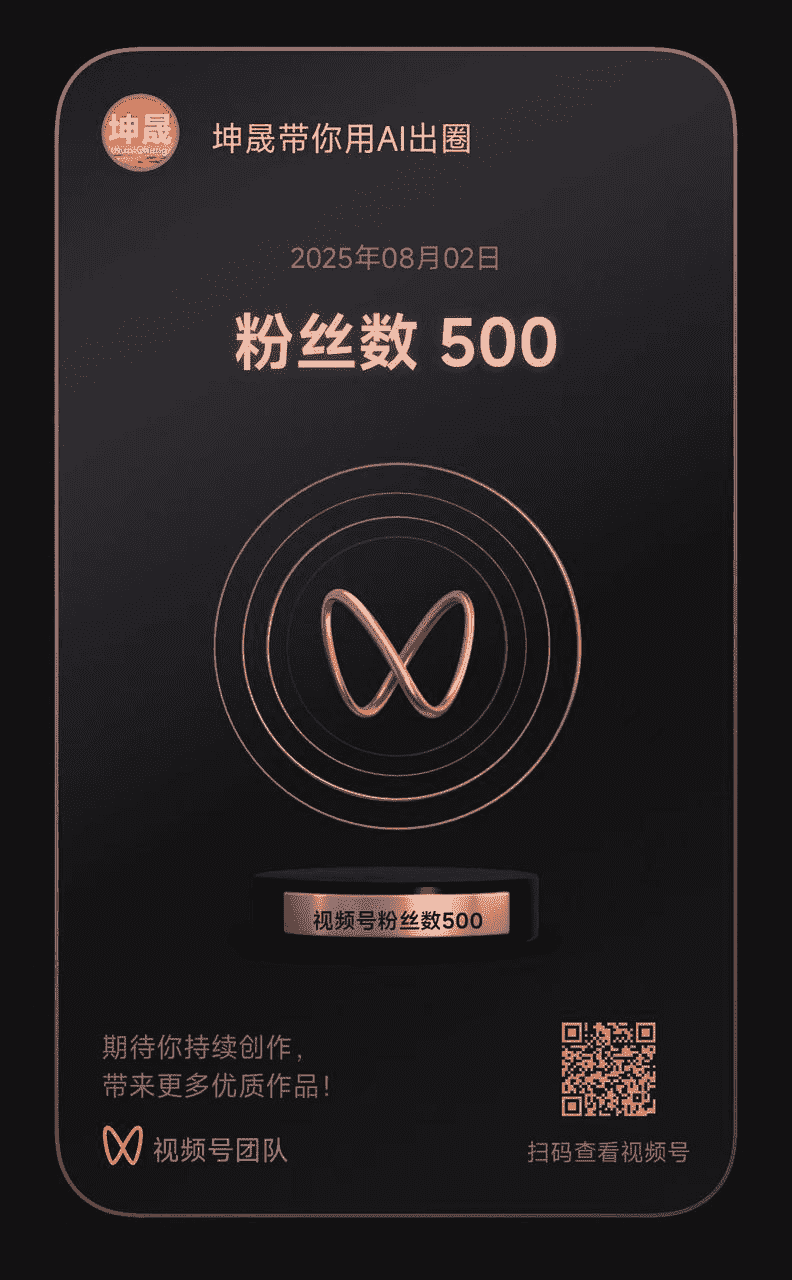 坤晟
坤晟带你用AI出圈
2025年08月02日
粉丝数 500
视频号粉丝数500
期待你持续创作，
带来更多优质作品！
视频号团队
扫码查看视频号